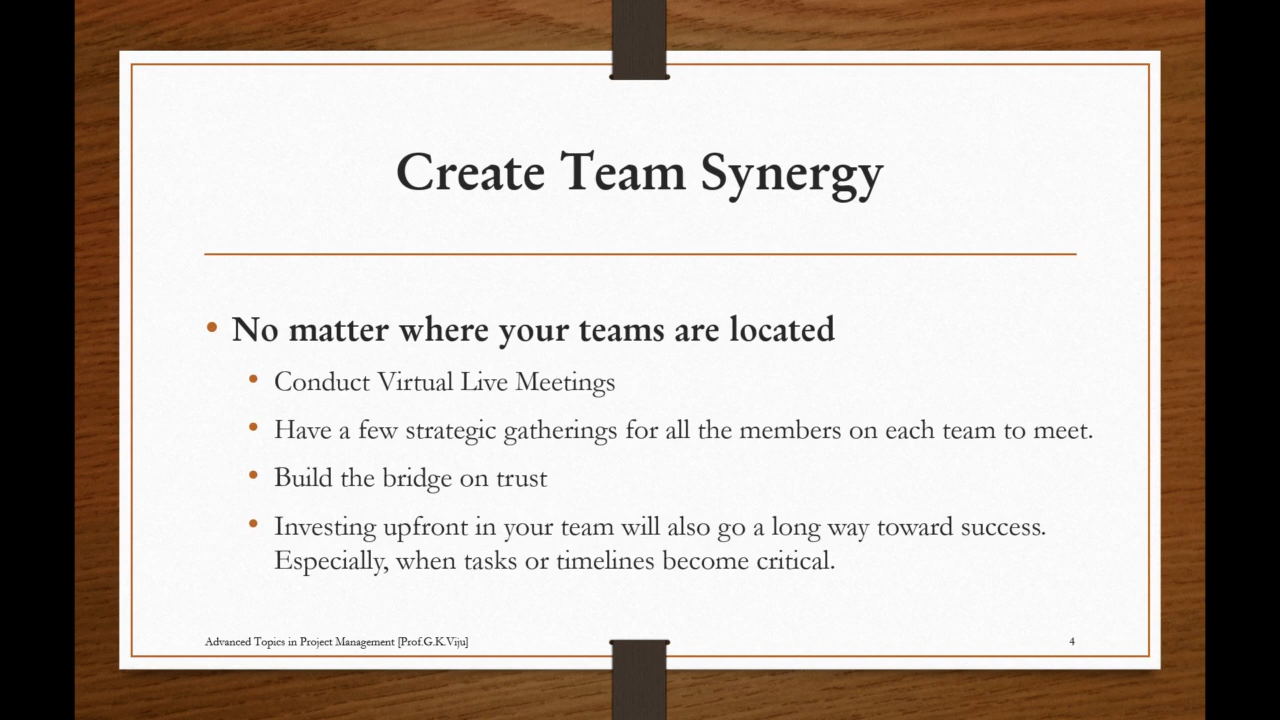 Create Team Synergy
• No matter where your teams are located
• Conduct Virtual Live Meetings
• Have a few strategic gatherings for all the members on each team to meet.
• Build the bridge on trust
• Investing upfront in your team will also go a long way toward success.
Especially, when tasks or timelines become critical.
Advanced Topics in Project Management [Prof.G.K.Viju]
4